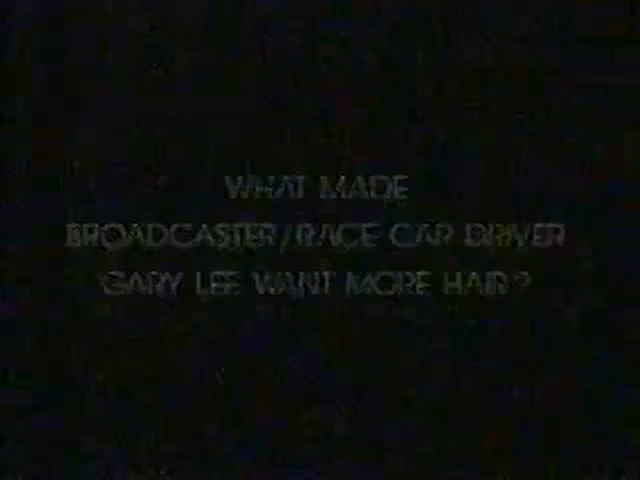 WHAT MADE
BROADCASTER/RACE CAR DRIVER
GARY LEE WANT MORE HAIR?